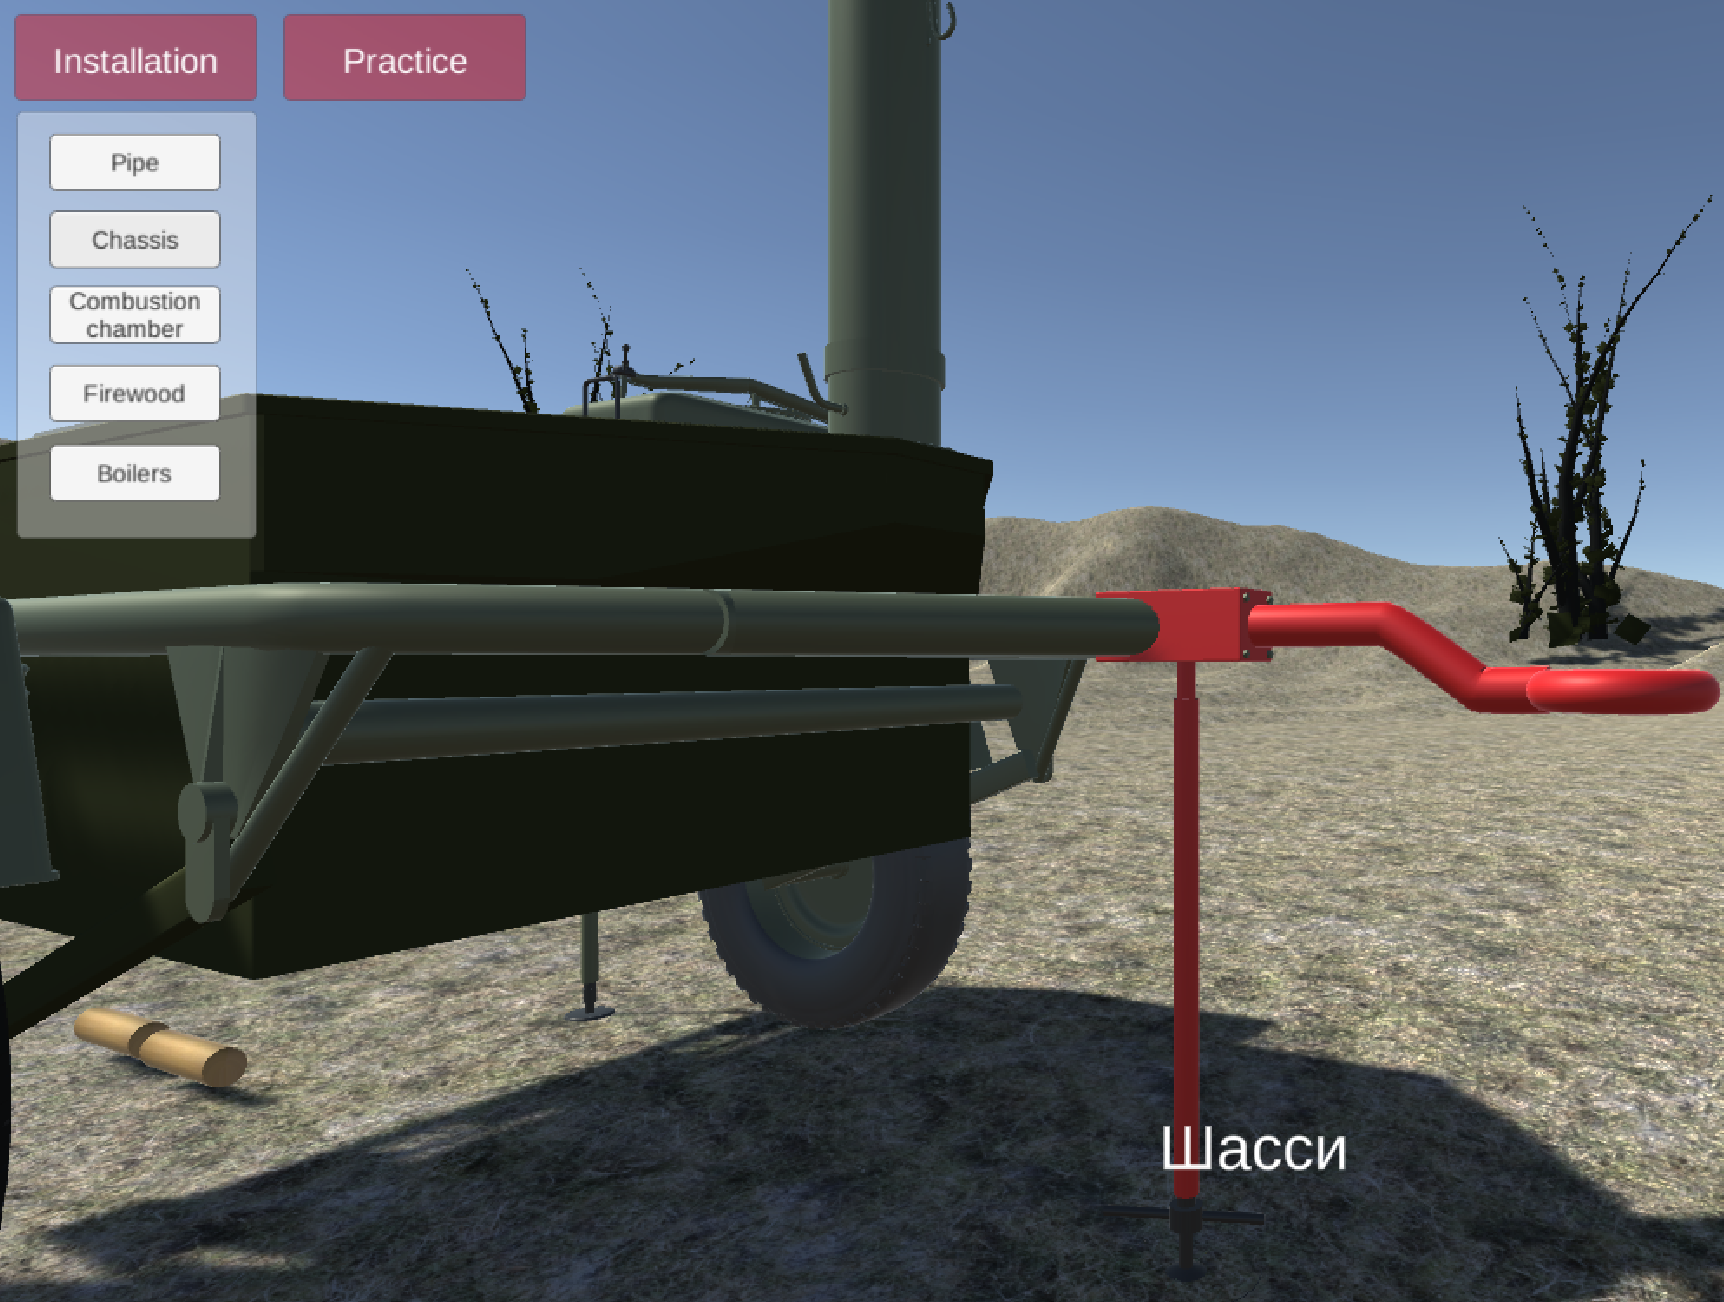 Installation
Practice
Pipe
Chassis
Combustion
chamber
Firewood
Boilers
Шасси